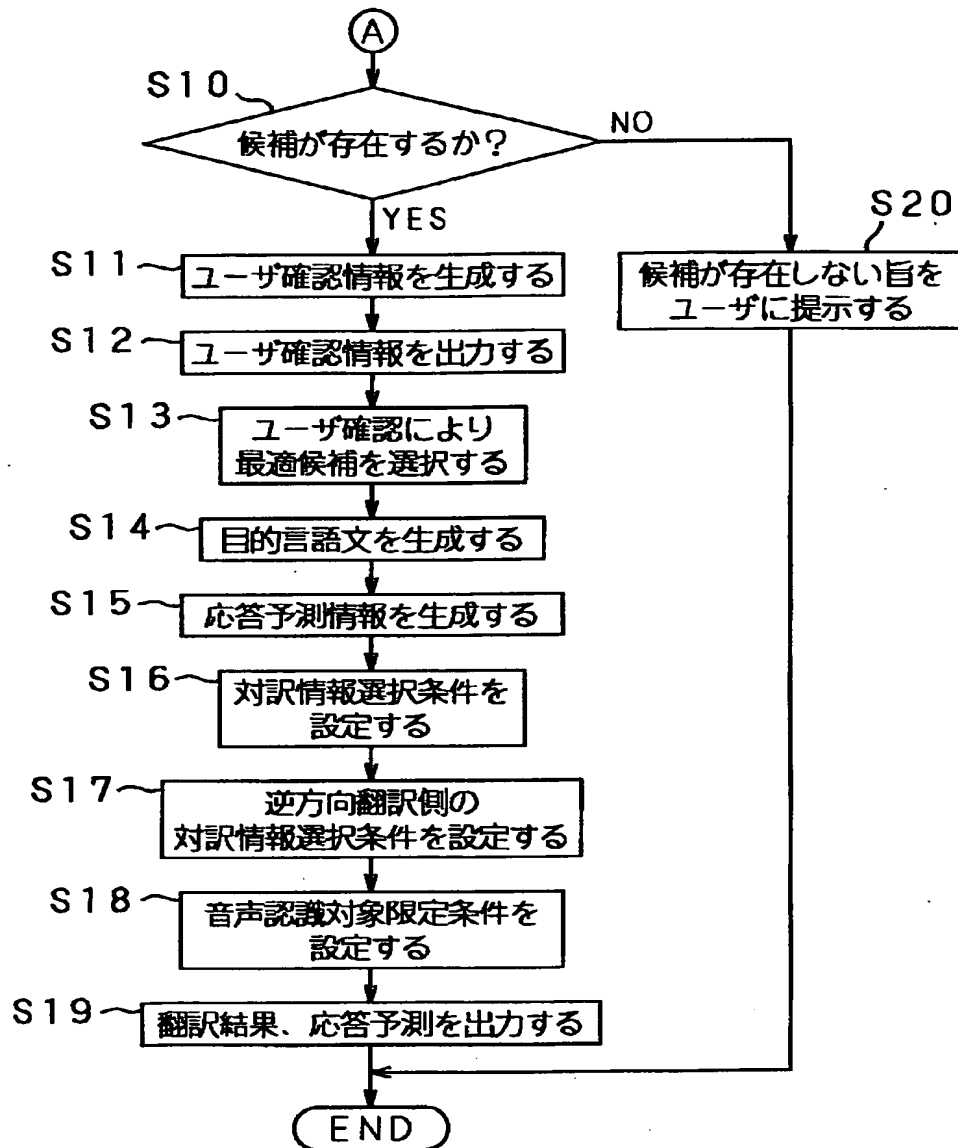 A
S10
候補が存在するか?
NO
YES
S20
S11
ユーザ確認情報を生成する
候補が存在しない旨を
ユーザに提示する
S12
ユーザ確認情報を出力する
S13
ユーザ確認により
最適候補を選択する
S14
目的言語文を生成する
S15
応答予測情報を生成する
S16
対訳情報選択条件を
設定する
S17
逆方向翻訳側の
対訳情報選択条件を設定する
S18
音声認識対象限定条件を
設定する
S19
翻訳結果、応答予測を出力する
END